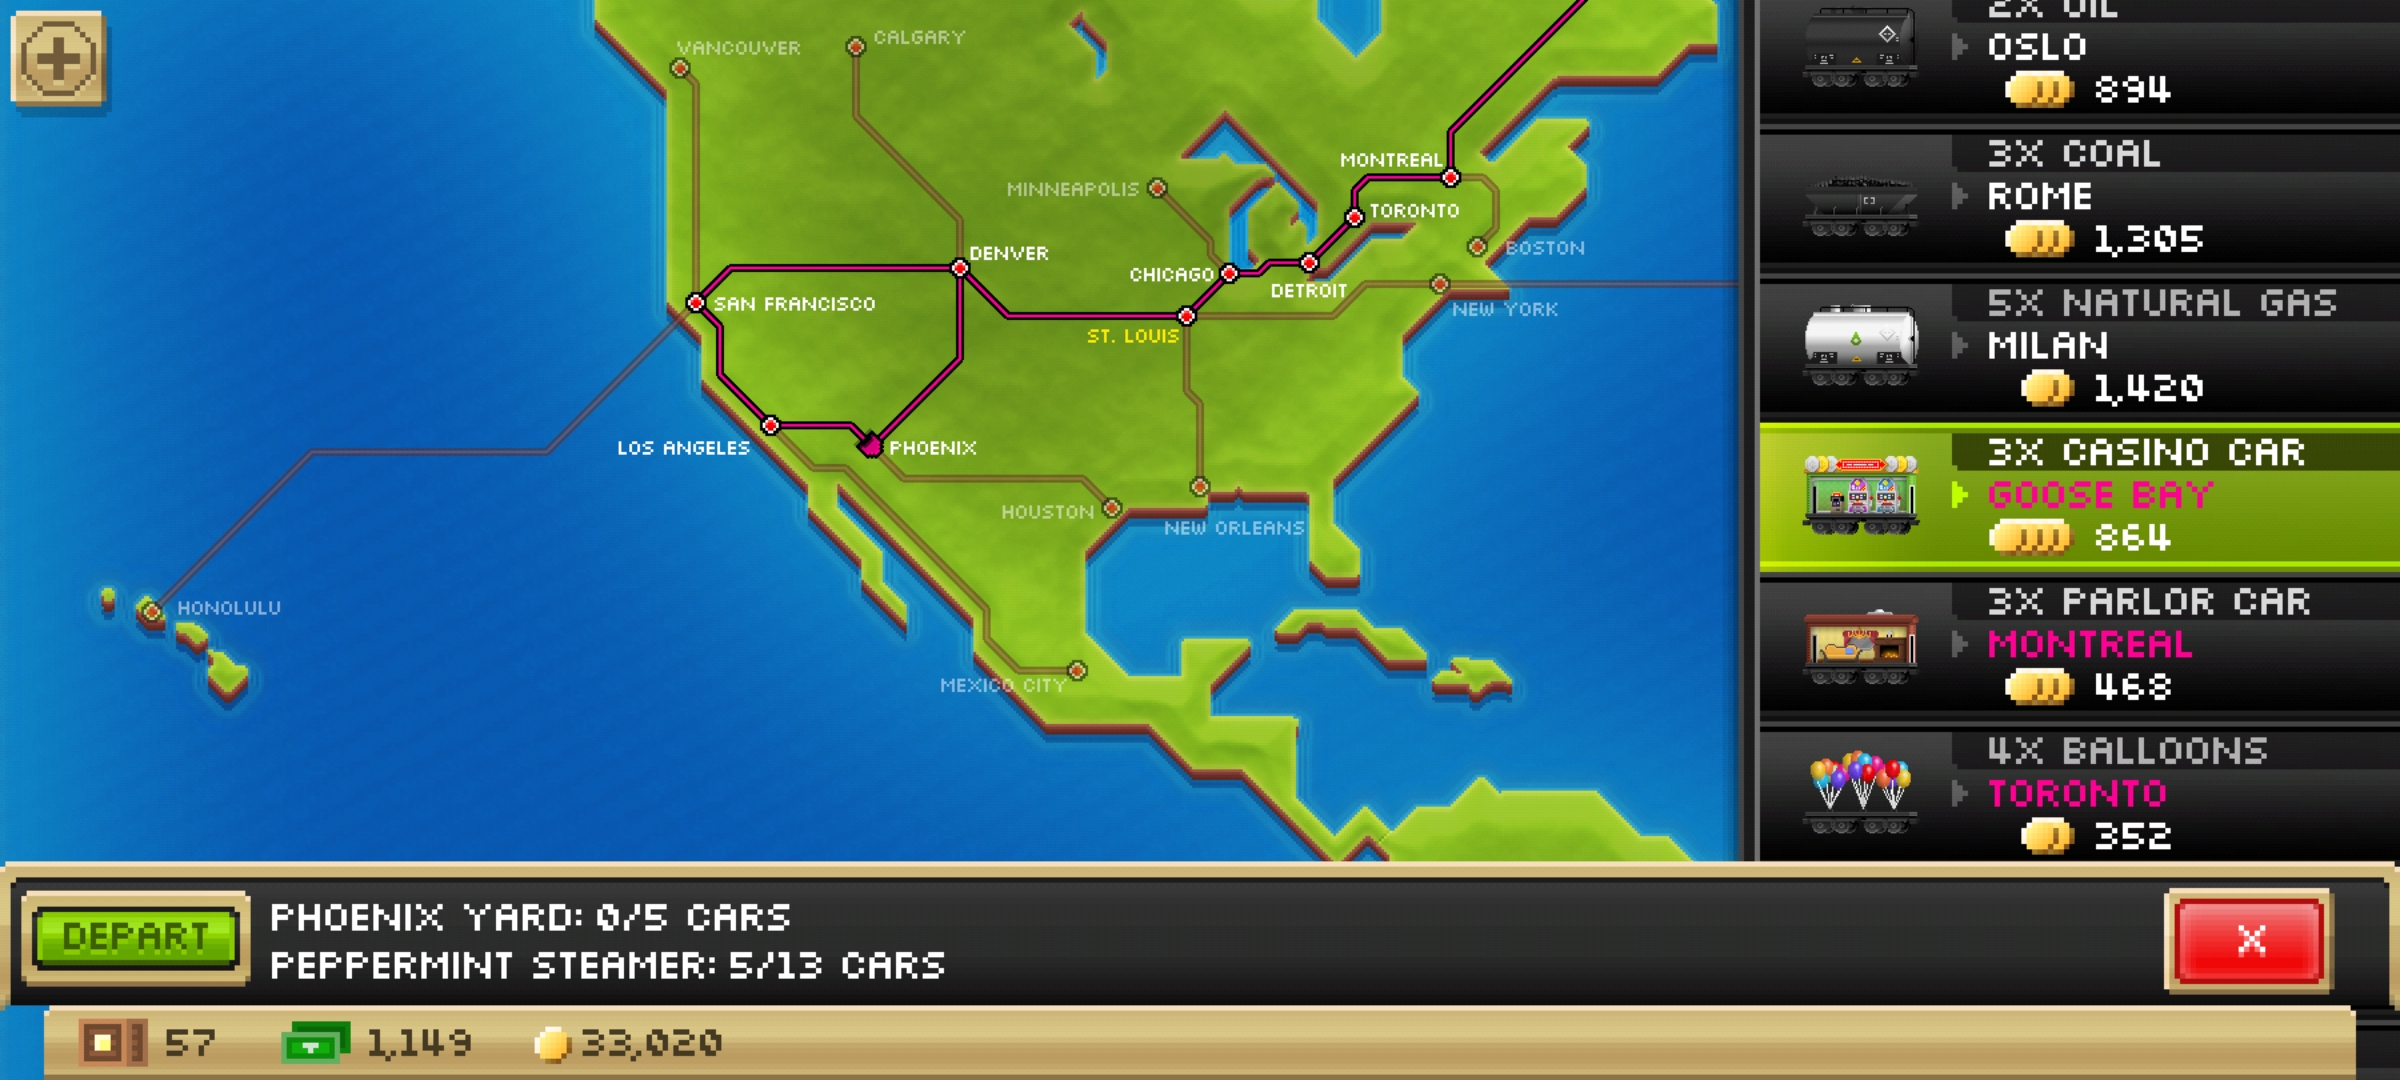 VANCOUVER
CALGARY
MINNEAPOLIS
MONTREAL
TORONTO
BOSTON
DENVER
CHICAGO
DETROIT
NEW YORK
SAN FRANCISCO
ST. LOUIS
LOS ANGELES
PHOENIX
HOUSTON
NEW ORLEANS
HONOLULU
MEXICO CITY
2X OIL
OSLO
894
3X COAL
ROME
1,305
5X NATURAL GAS
MILAN
1,420
3X CASINO CAR
GOOSE BAY
864
3X PARLOR CAR
MONTREAL
468
4X BALLOONS
TORONTO
352
DEPART
PHOENIX YARD: 0/5 CARS
PEPPERMINT STEAMER: 5/13 CARS
X
57
1,149
33,020